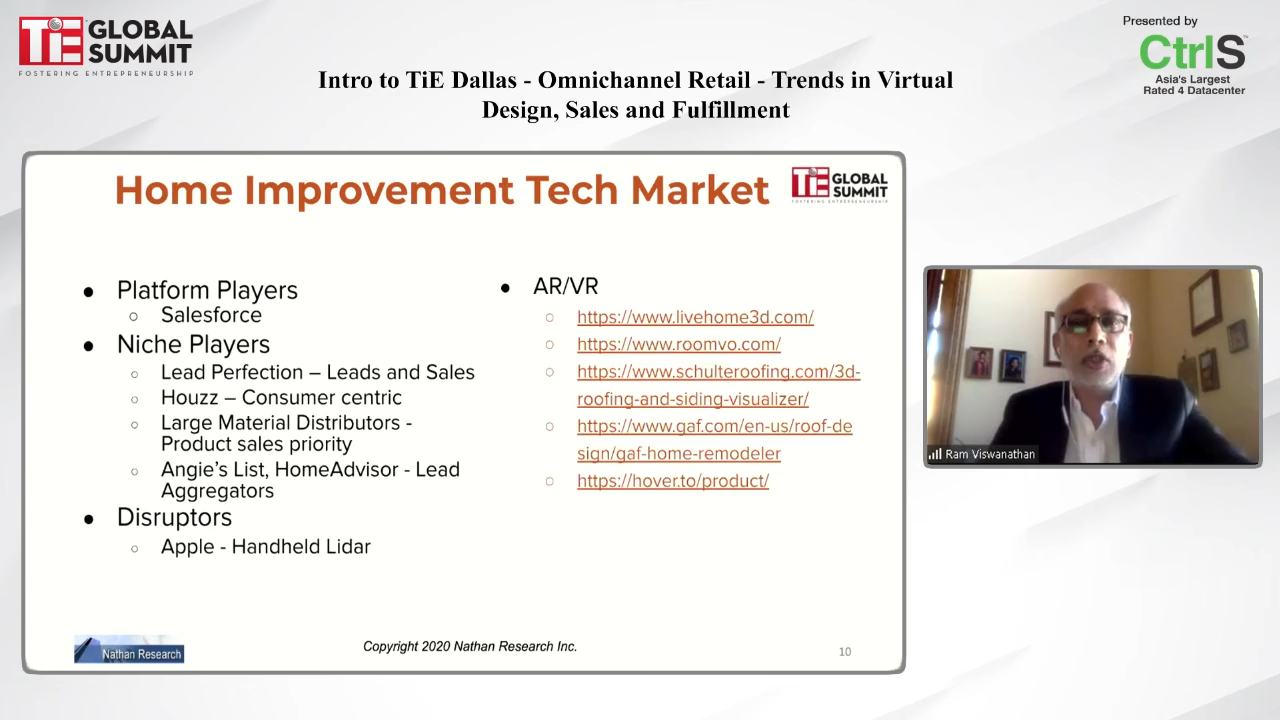 TiE GLOBAL
SUMMIT
FOSTERING ENTREPRENEURSHIP
Intro to TiE Dallas - Omnichannel Retail - Trends in Virtual
Design, Sales and Fulfillment
Presented by
CtrlS™
Asia's Largest
Rated 4 Datacenter
Home Improvement Tech Market
TiE GLOBAL
SUMMIT
FOSTERING ENTREPRENEURSHIP
● Platform Players
○ Salesforce
● Niche Players
○ Lead Perfection – Leads and Sales
○ Houzz – Consumer centric
○ Large Material Distributors -
Product sales priority
○ Angie's List, HomeAdvisor - Lead
Aggregators
● Disruptors
○ Apple - Handheld Lidar
● AR/VR
○ https://www.livehome3d.com/
○ https://www.roomvo.com/
○ https://www.schulteroofing.com/3d-
roofing-and-siding-visualizer/
○ https://www.gaf.com/en-us/roof-de
sign/gaf-home-remodeler
○ https://hover.to/product/
Nathan Research
Copyright 2020 Nathan Research Inc.
10
Ram Viswanathan